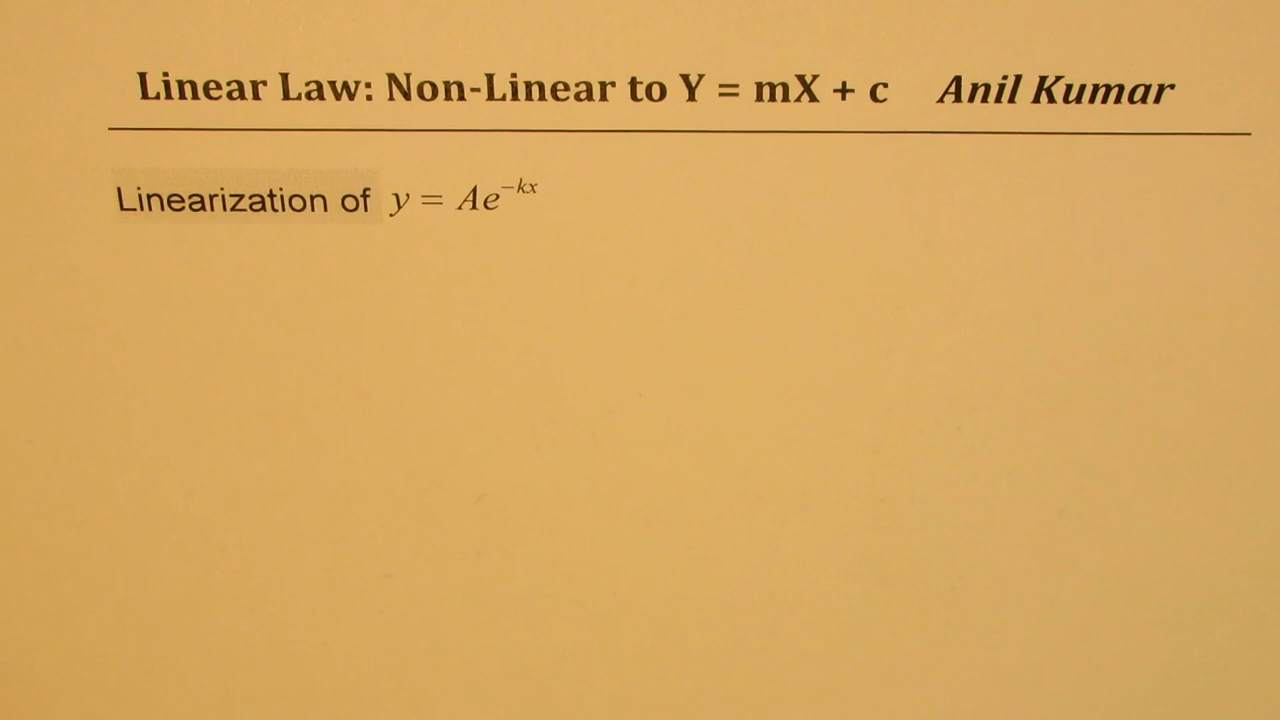 Linear Law: Non-Linear to Y = mX + c Anil Kumar
Linearization of $y = Ae^{-kx}$